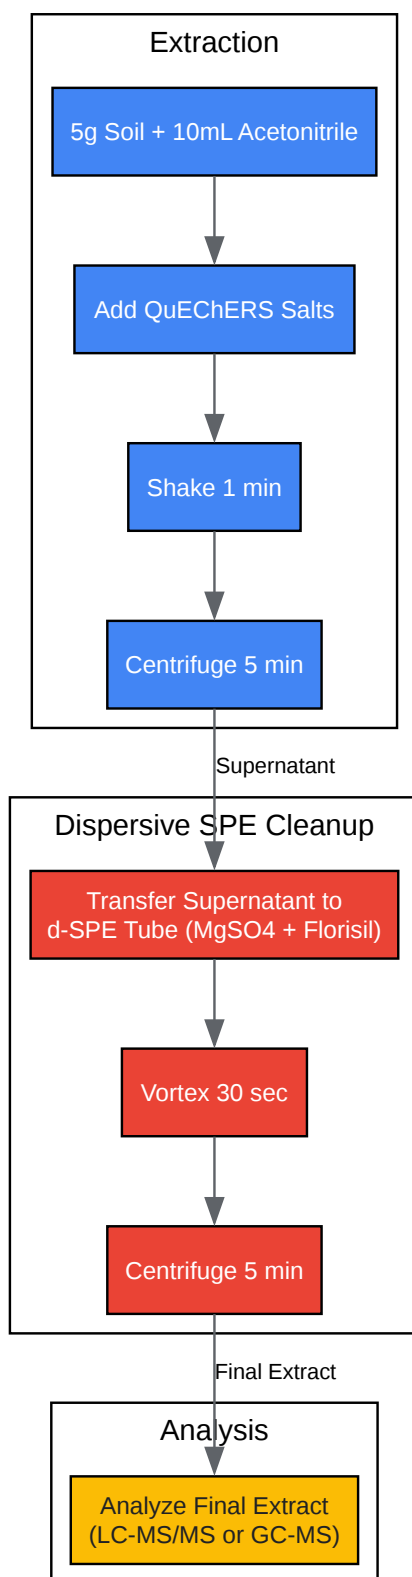 Extraction
5g Soil + 10mL Acetonitrile
Add QuEChERS Salts
Shake 1 min
Centrifuge 5 min
Supernatant
Dispersive SPE Cleanup
Transfer Supernatant to
d-SPE Tube (MgSO4 + Florisil)
Vortex 30 sec
Centrifuge 5 min
Final Extract
Analysis
Analyze Final Extract
(LC-MS/MS or GC-MS)